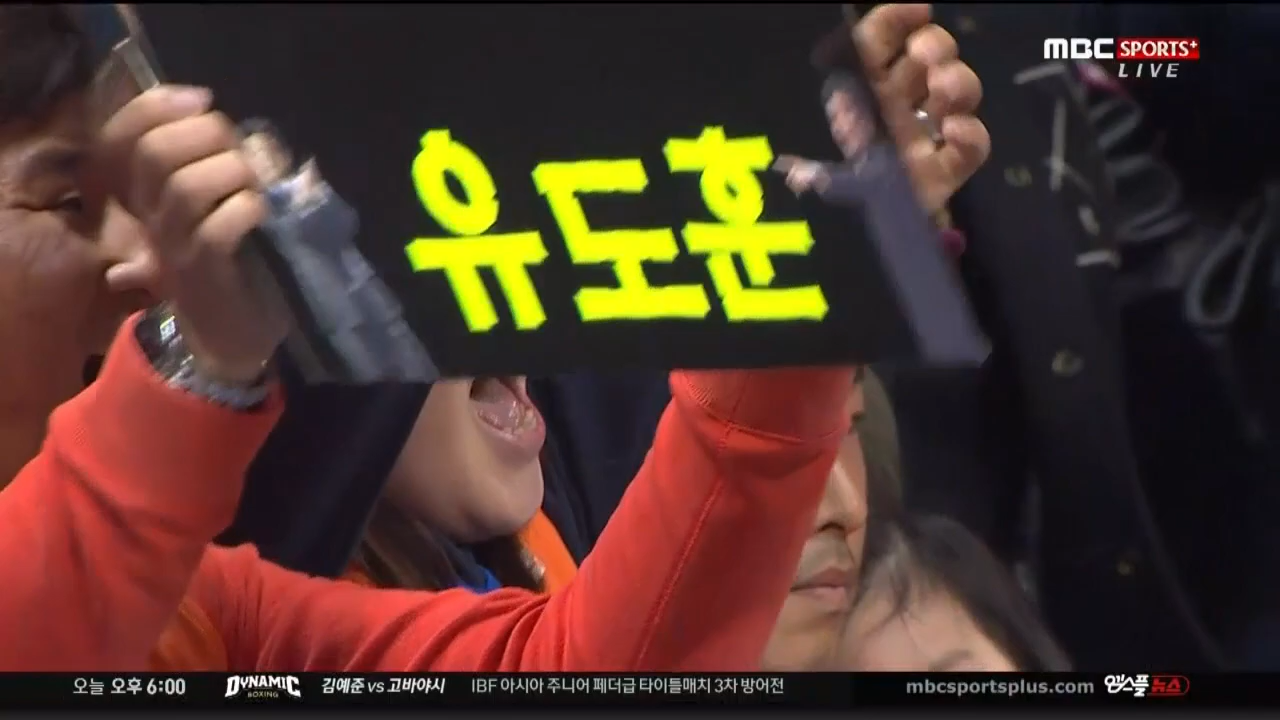 MBC SPORTS+
LIVE
유도훈
오늘 오후 6:00 DYNAMIC BOXING 김예준 vs 고바야시 IBF 아시아 주니어 페더급 타이틀매치 3차 방어전 mbcsportsplus.com 엠스플 뉴스